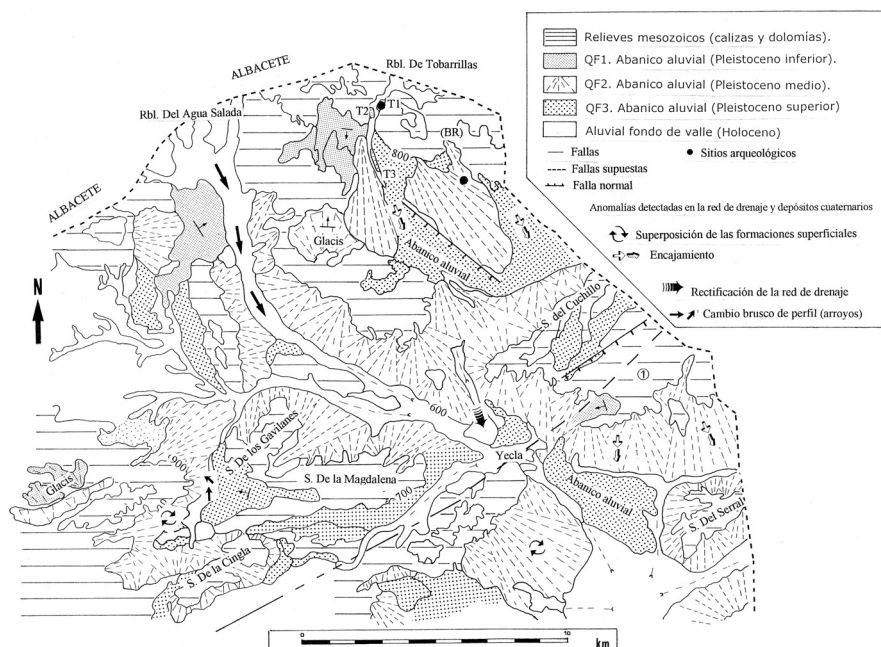 ALBACETE
Rbl. De Tobarrillas
Rbl. Del Agua Salada
T2
T1
(BR)
800
T3
ALBACETE
Glacis
Abanico aluvial
N
S. del Cuchillo
1
600
S. De los Gavilanes
900
Yecla
S. De la Magdalena
700
Glacis
Abanico aluvial
S. Del Serral
S. De la Cingla
0
10
km
Relieves mesozoicos (calizas y dolomías).
QF1. Abanico aluvial (Pleistoceno inferior).
QF2. Abanico aluvial (Pleistoceno medio).
QF3. Abanico aluvial (Pleistoceno superior)
Aluvial fondo de valle (Holoceno)
Fallas
Sitios arqueológicos
Fallas supuestas
Falla normal
Anomalías detectadas en la red de drenaje y depósitos cuaternarios
Superposición de las formaciones superficiales
Encajamiento
Rectificación de la red de drenaje
Cambio brusco de perfil (arroyos)